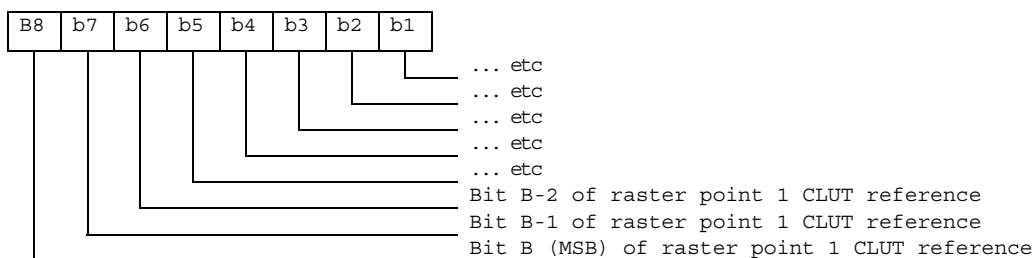 B8 b7 b6 b5 b4 b3 b2 b1
... etc
... etc
... etc
... etc
... etc
Bit B-2 of raster point 1 CLUT reference
Bit B-1 of raster point 1 CLUT reference
Bit B (MSB) of raster point 1 CLUT reference